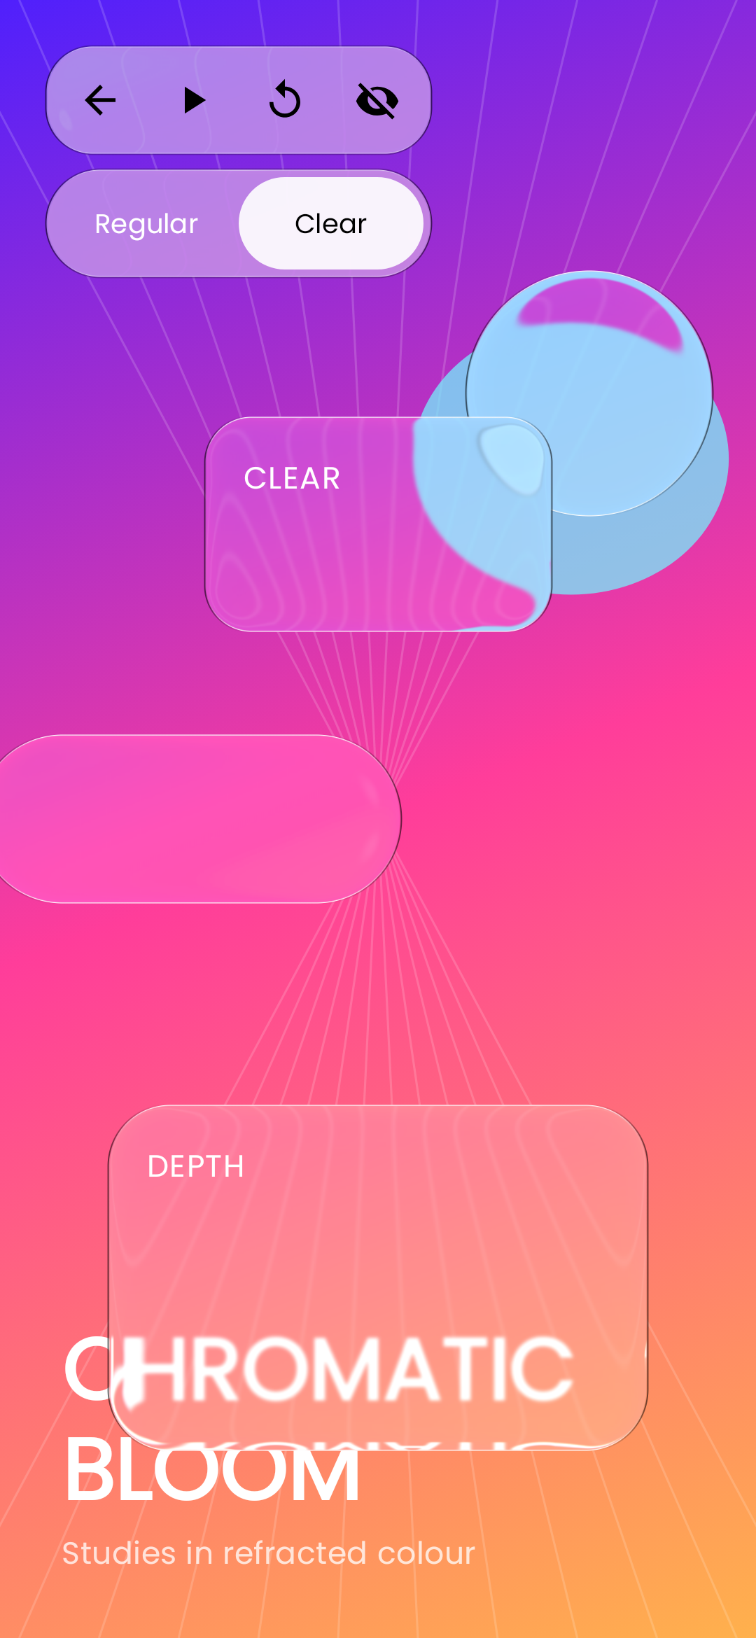 Regular
Clear
CLEAR
DEPTH
CHROMATIC
BLOOM
Studies in refracted colour